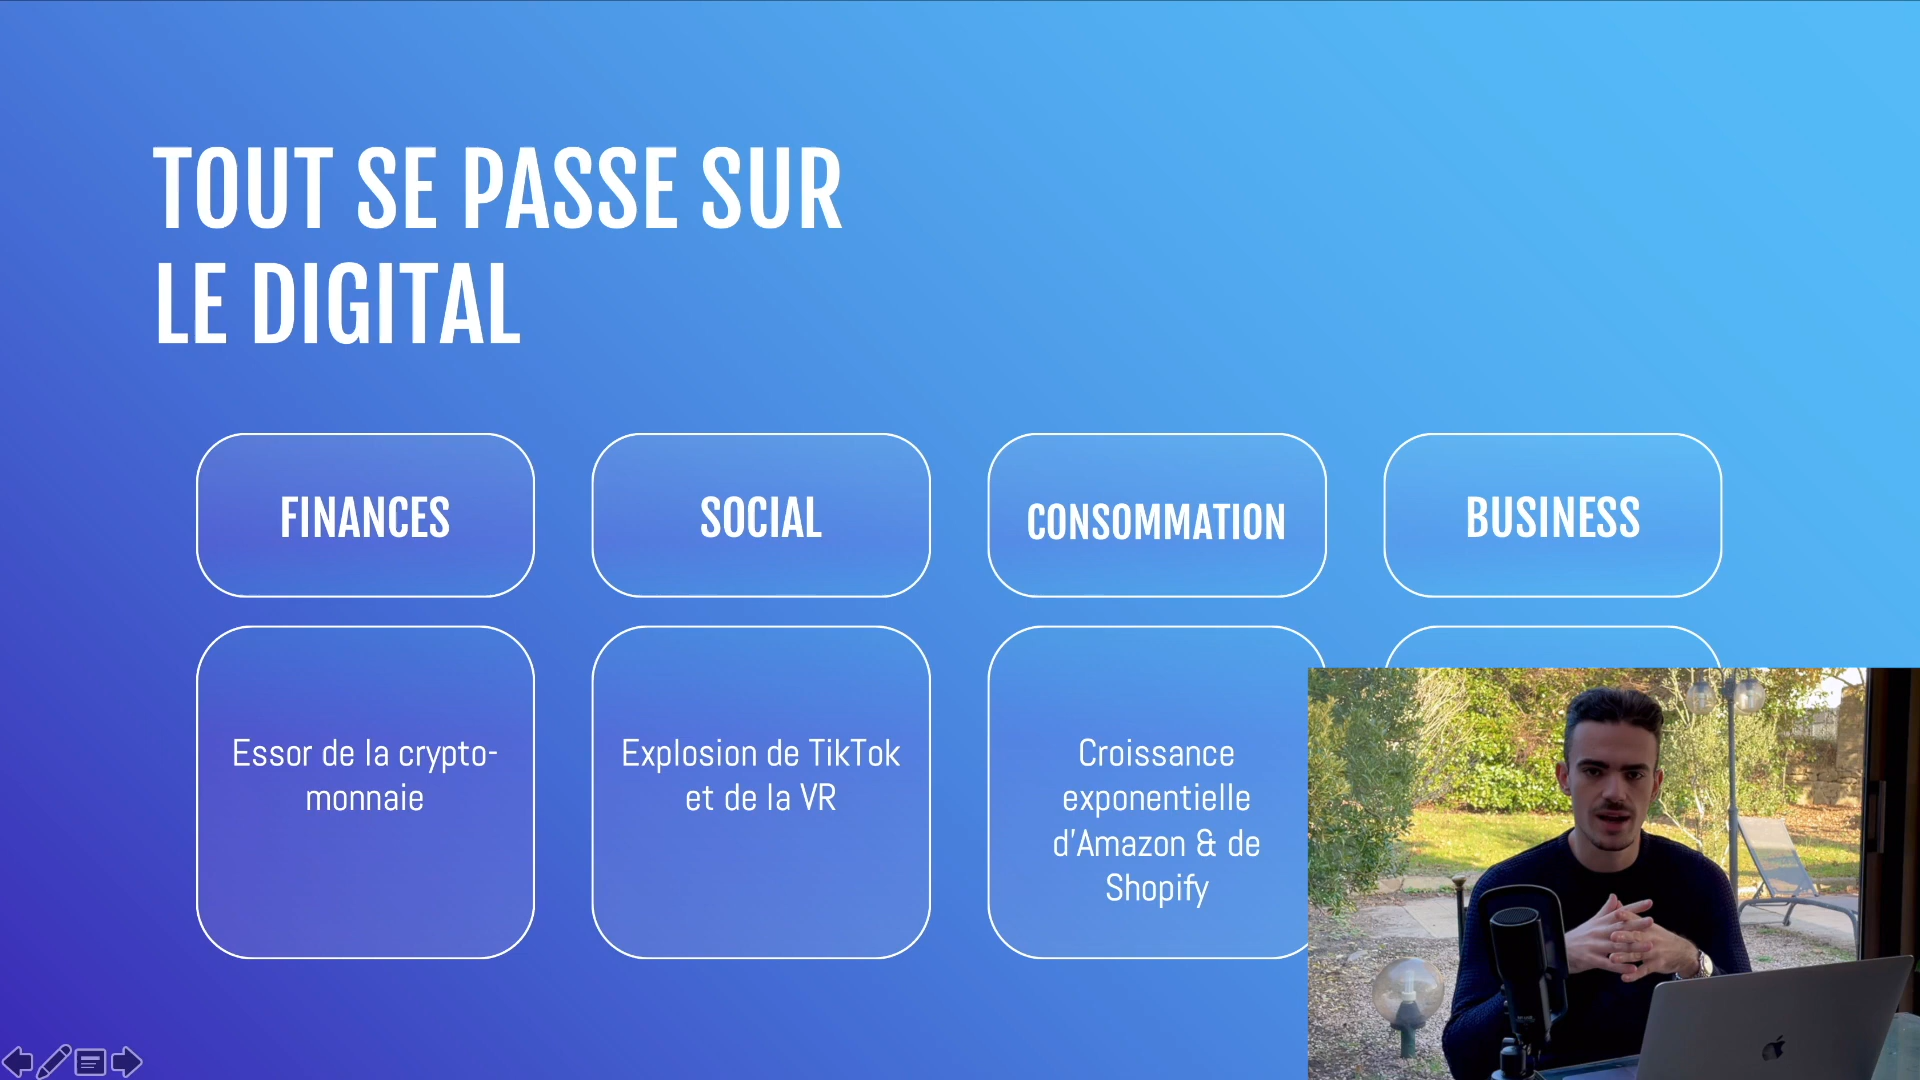 TOUT SE PASSE SUR
LE DIGITAL
FINANCES
SOCIAL
CONSOMMATION
BUSINESS
Essor de la crypto-
monnaie
Explosion de TikTok
et de la VR
Croissance
exponentielle
d'Amazon & de
Shopify